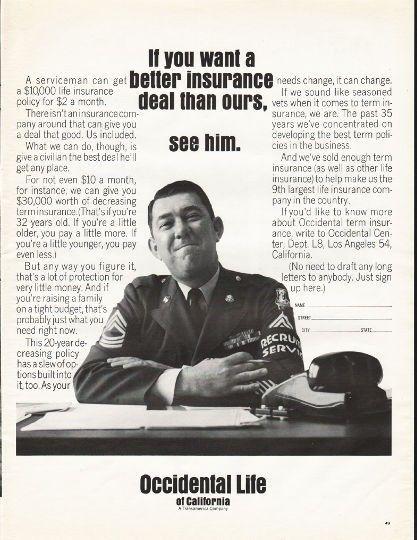 If you want a
better insurance
deal than ours,
see him.
A serviceman can get
a $10,000 life insurance
policy for $2 a month.
There isn't an insurance com-
pany around that can give you
a deal that good. Us included.
What we can do, though, is
give a civilian the best deal he'll
get any place.
For not even $10 a month,
for instance, we can give you
$30,000 worth of decreasing
term insurance. (That's if you're
32 years old. If you're a little
older, you pay a little more. If
you're a little younger, you pay
even less.)
But any way you figure it,
that's a lot of protection for
very little money. And if
you're raising a family
on a tight budget, that's
probably just what you
need right now.
This 20-year de-
creasing policy
has a slew of op-
tions built into
it, too. As your
needs change, it can change.
If we sound like seasoned
vets when it comes to term in-
surance, we are. The past 35
years we've concentrated on
developing the best term poli-
cies in the business.
And we've sold enough term
insurance (as well as other life
insurance) to help make us the
9th largest life insurance com-
pany in the country.
If you'd like to know more
about Occidental term insur-
ance, write to Occidental Cen-
ter, Dept. L8, Los Angeles 54,
California.
(No need to draft any long
letters to anybody. Just sign
up here.)
NAME
STREET
CITY STATE
RECRUI
SERVI
Occidental Life
of California
A Transamerica Company
49